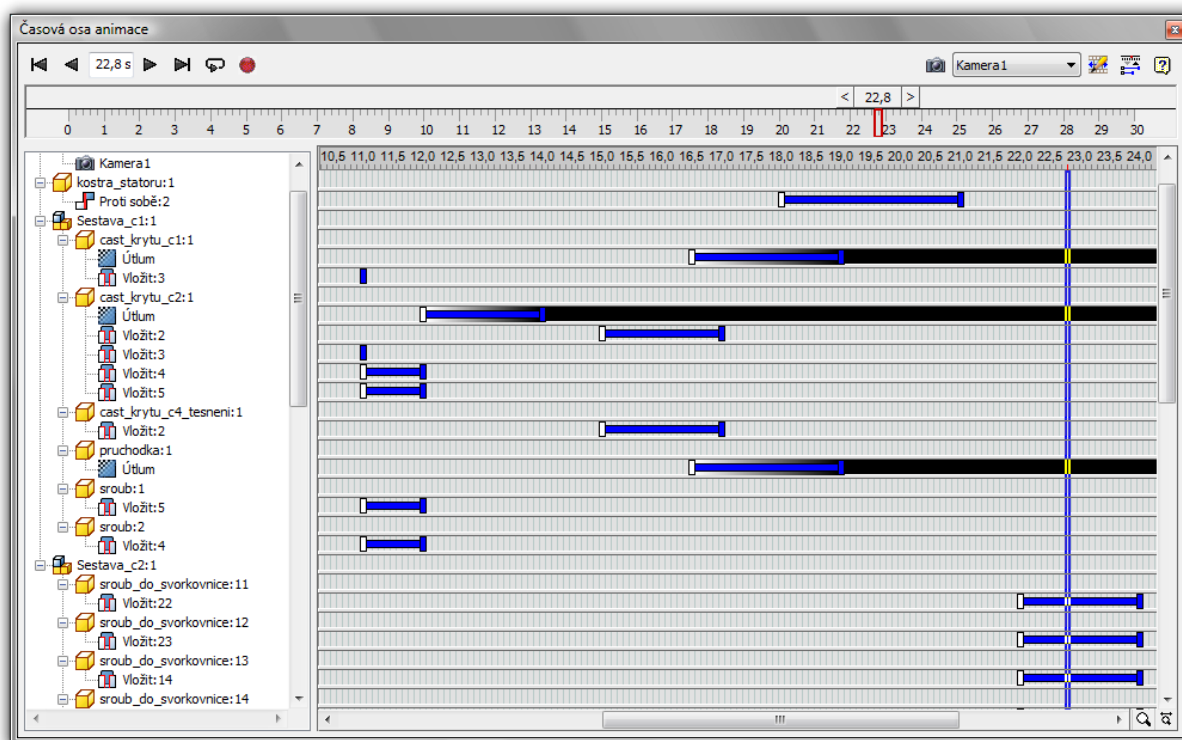 Časová osa animace
22,8 s
Kamera1
< 22,8 >
0 1 2 3 4 5 6 7 8 9 10 11 12 13 14 15 16 17 18 19 20 21 22 23 24 25 26 27 28 29 30
10,5 11,0 11,5 12,0 12,5 13,0 13,5 14,0 14,5 15,0 15,5 16,0 16,5 17,0 17,5 18,0 18,5 19,0 19,5 20,0 20,5 21,0 21,5 22,0 22,5 23,0 23,5 24,0
Kamera1
kostra_statoru:1
Proti sobě:2
Sestava_c1:1
cast_krytu_c1:1
Útlum
Vložit:3
cast_krytu_c2:1
Útlum
Vložit:2
Vložit:3
Vložit:4
Vložit:5
cast_krytu_c4_tesneni:1
Vložit:2
pruchodka:1
Útlum
sroub:1
Vložit:5
sroub:2
Vložit:4
Sestava_c2:1
sroub_do_svorkovnice:11
Vložit:22
sroub_do_svorkovnice:12
Vložit:23
sroub_do_svorkovnice:13
Vložit:14
sroub_do_svorkovnice:14